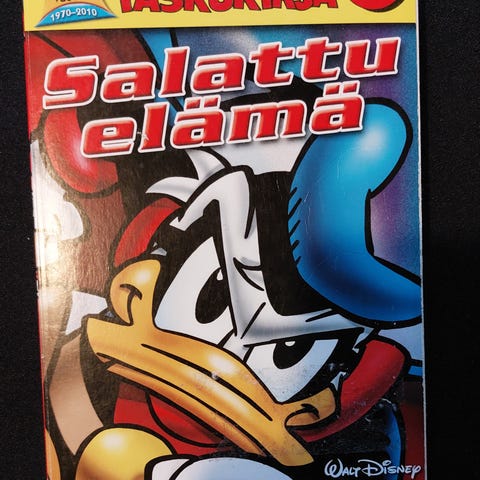 1970-2010
TASKUKIRJA
Salattu
elämä
WALT DISNEY